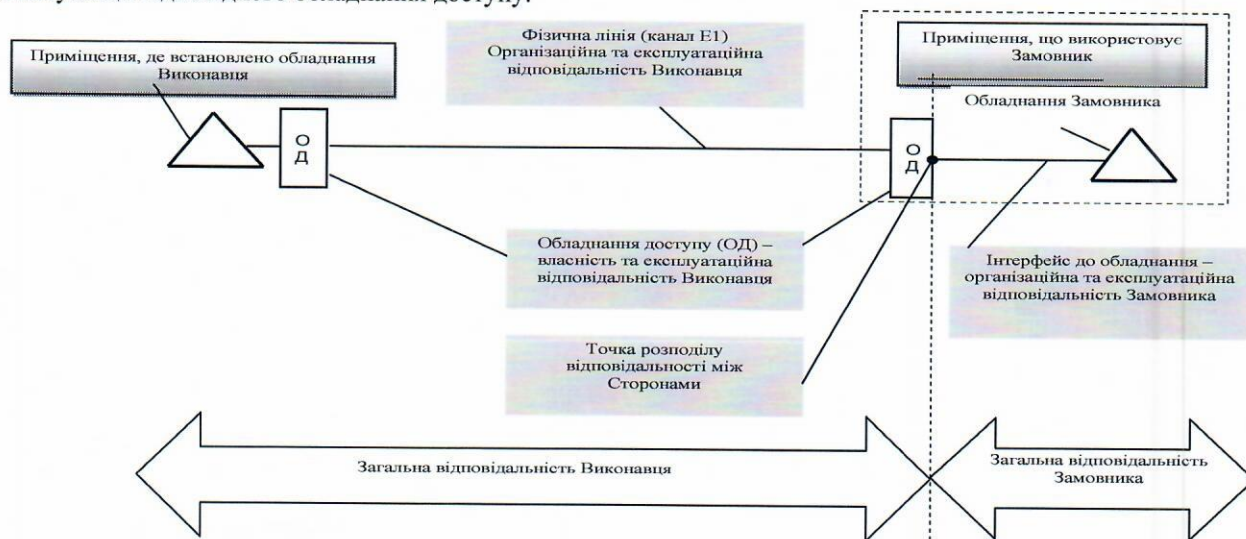 обладнання доступу.
Фізична лінія (канал Е1)
Організаційна та експлуатаційна
відповідальність Виконавця
Приміщення, де встановлено обладнання
Виконавця
Приміщення, що використовує
Замовник
Обладнання Замовника
О
Д
О
Д
Обладнання доступу (ОД) –
власність та експлуатаційна
відповідальність Виконавця
Інтерфейс до обладнання –
організаційна та експлуатаційна
відповідальність Замовника
Точка розподілу
відповідальності між
Сторонами
Загальна відповідальність Виконавця
Загальна відповідальність
Замовника